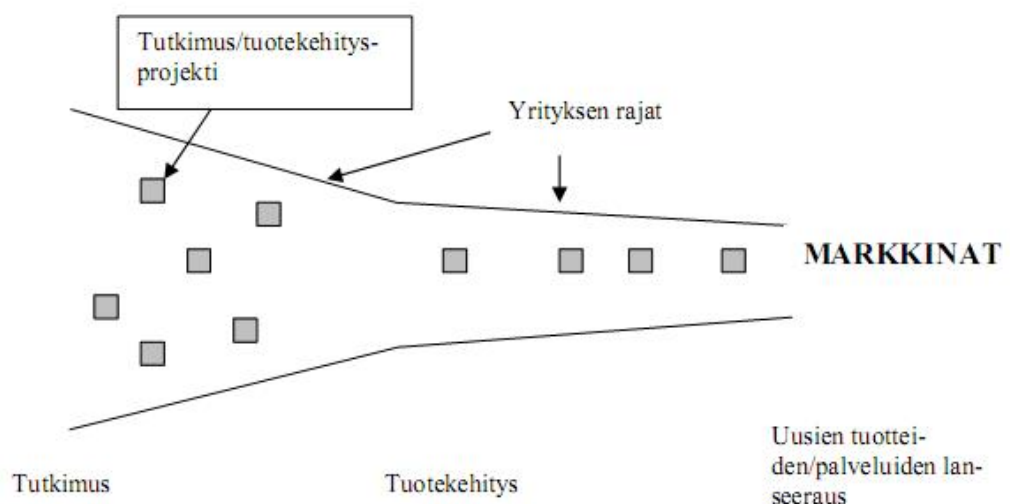 Tutkimus/tuotekehitys-
projekti
Yrityksen rajat
MARKKINAT
Tutkimus
Tuotekehitys
Uusien tuottei-
den/palveluiden lan-
seeraus